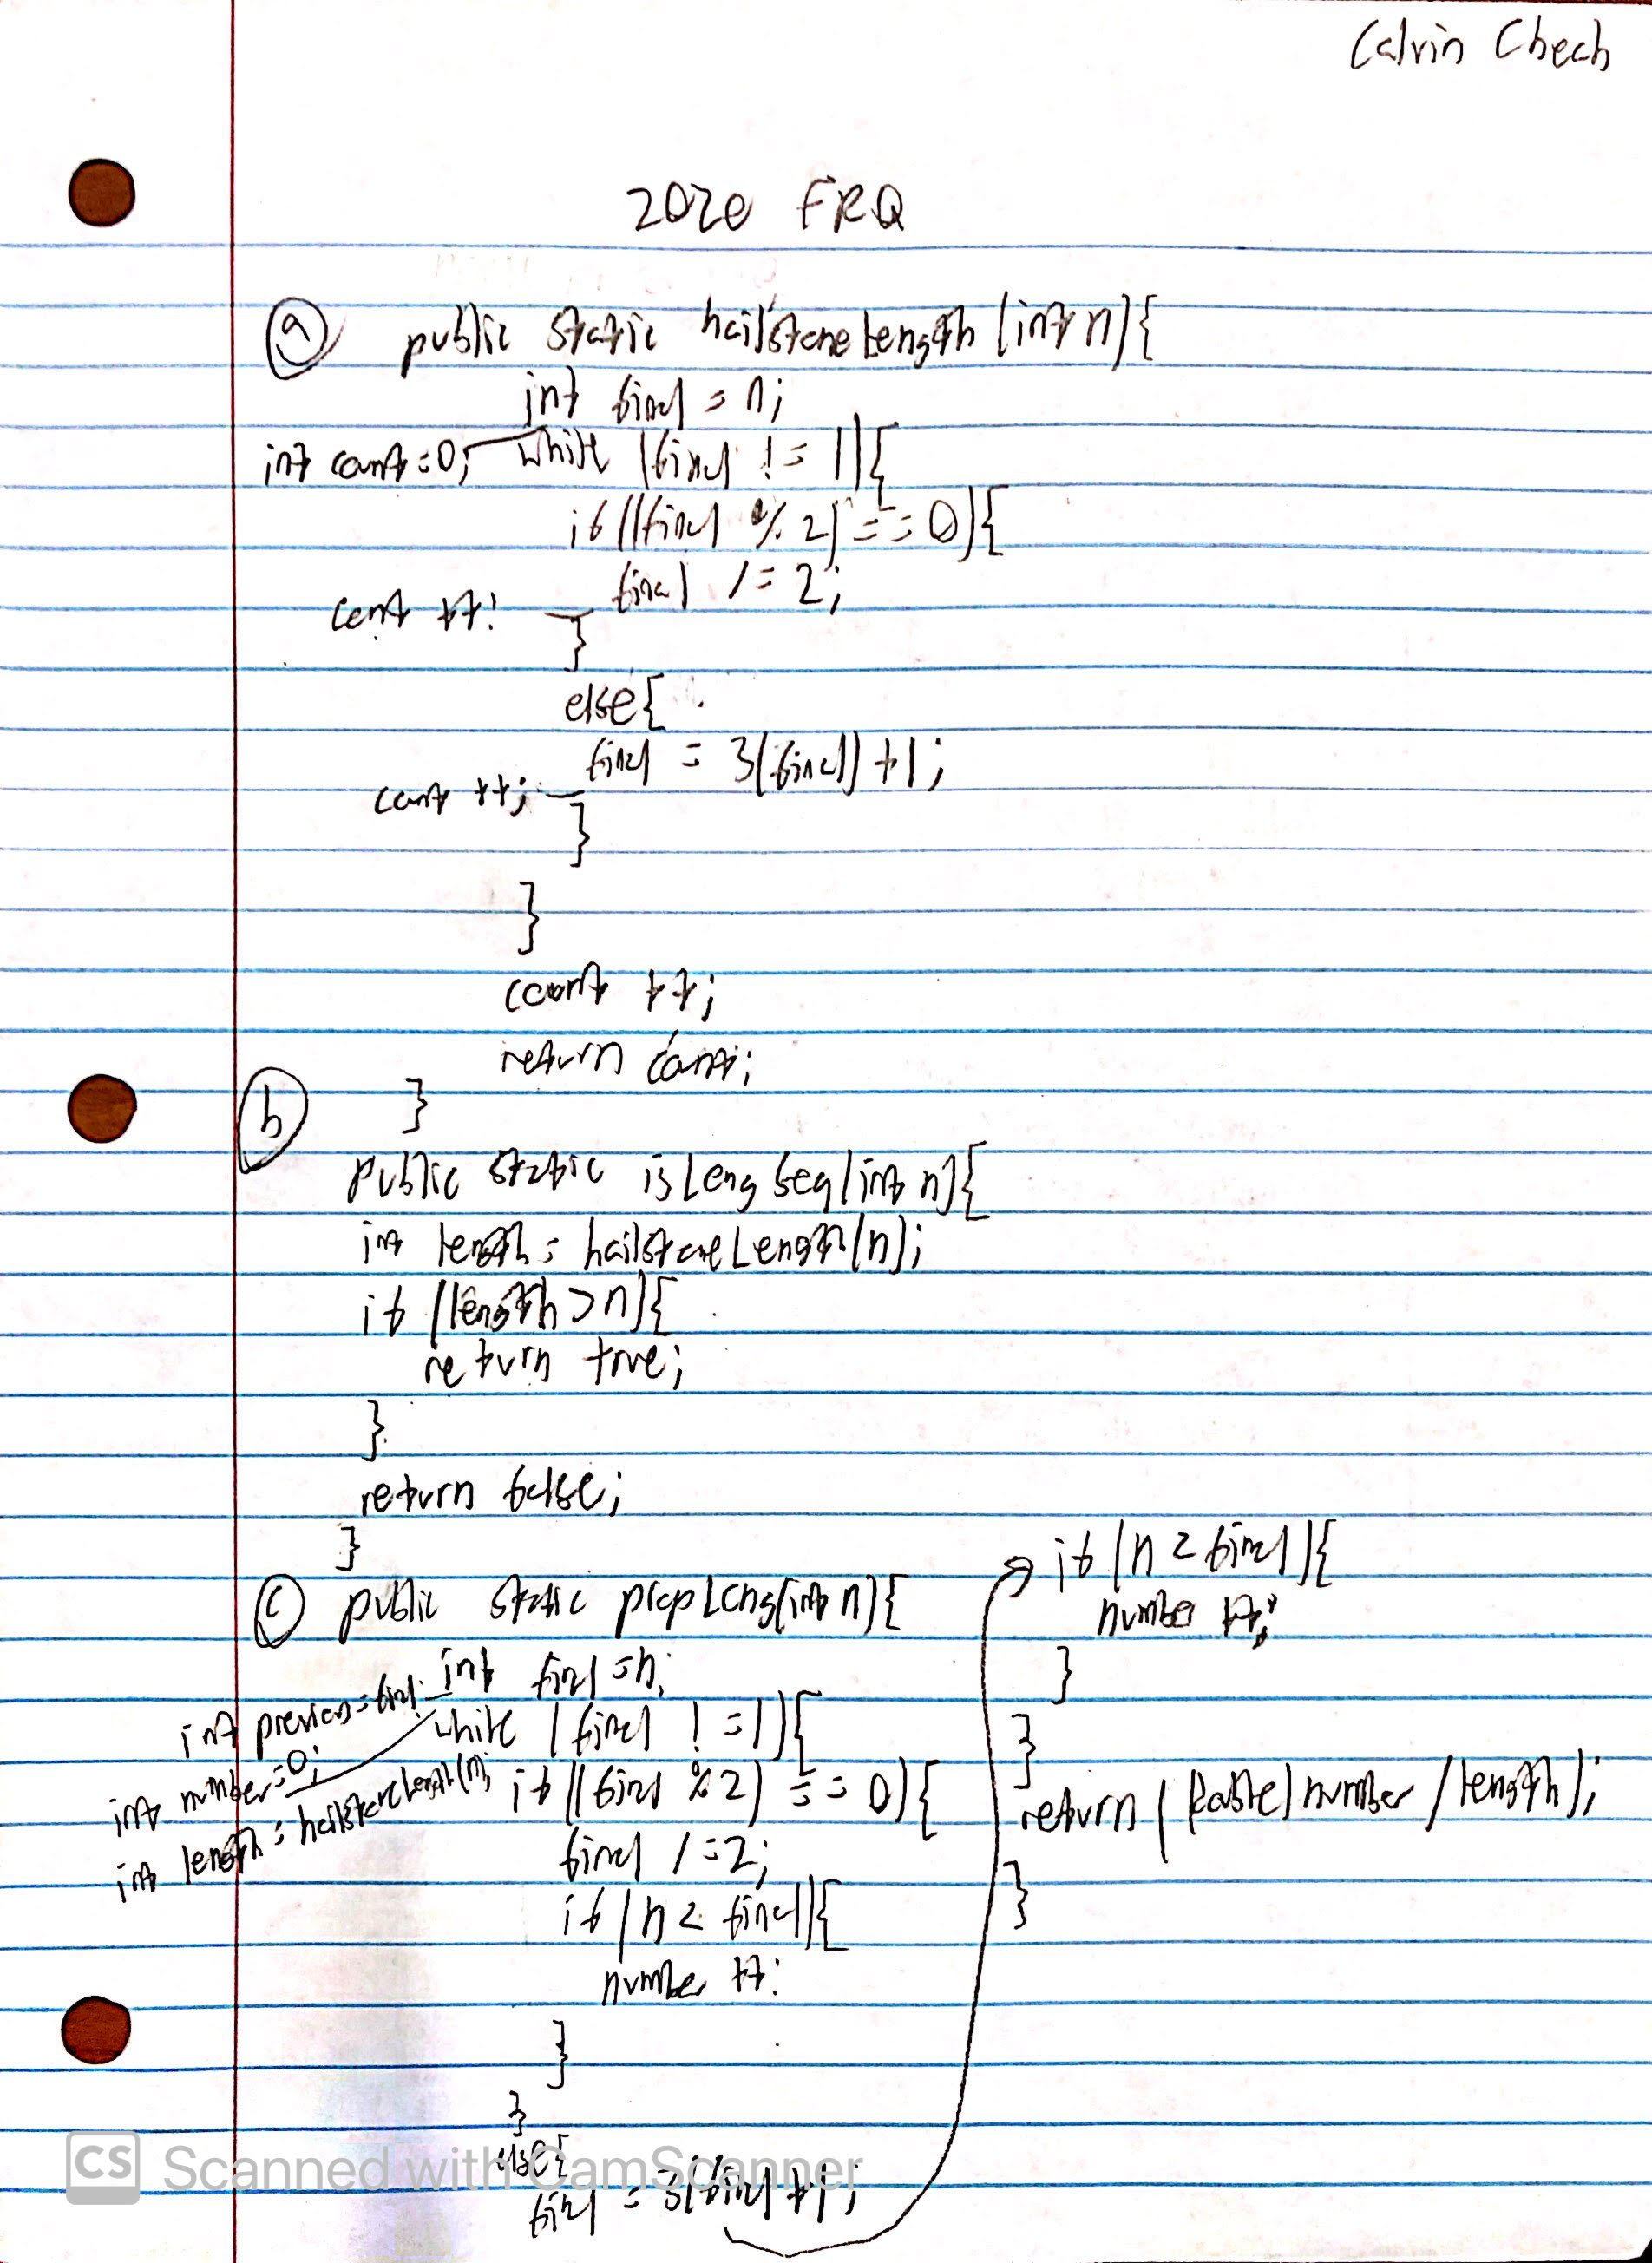 Calvin Chech
2020 FRQ
(a) public static hailstoneLength(int n){
int final = n;
int count = 0; while (final != 1){
if ((final % 2) == 0){
final /= 2;
count ++;
}
else{
final = 3(final) + 1;
count ++;
}
}
count ++;
return count;
}
(b)
public static isLongSeq(int n){
int length = hailstoneLength(n);
if (length > n){
return true;
}
return false;
}
(c) public static propLong(int n){
int final = n;
int previous = final;
int number = 0;
int length = hailstoneLength(n);
while (final != 1){
if ((final % 2) == 0){
final /= 2;
if (n < final){
number ++;
}
}
else{
final = 3(final) + 1;
if (n < final){
number ++;
}
}
return ((double) number / length);
}
CS Scanned with CamScanner